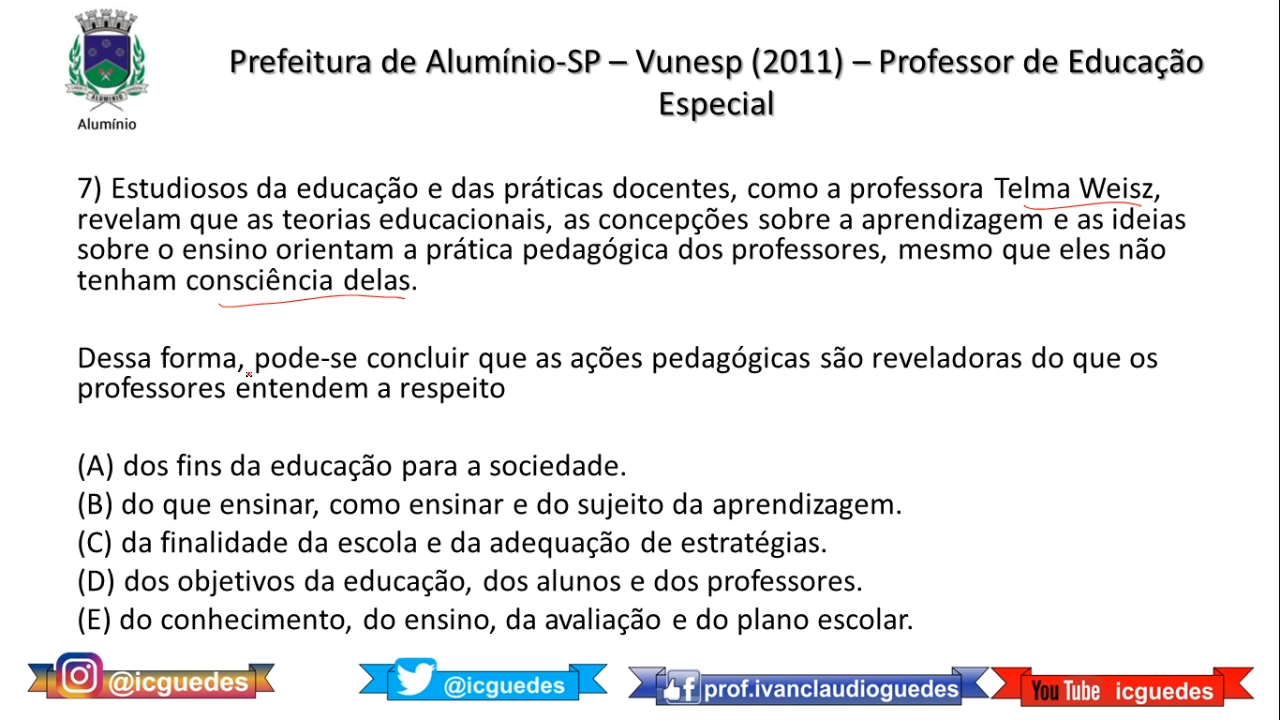 Prefeitura de Alumínio-SP – Vunesp (2011) – Professor de Educação
Especial
ALUMÍNIO
Alumínio
7) Estudiosos da educação e das práticas docentes, como a professora Telma Weisz,
revelam que as teorias educacionais, as concepções sobre a aprendizagem e as ideias
sobre o ensino orientam a prática pedagógica dos professores, mesmo que eles não
tenham consciência delas.
Dessa forma, pode-se concluir que as ações pedagógicas são reveladoras do que os
professores entendem a respeito
(A) dos fins da educação para a sociedade.
(B) do que ensinar, como ensinar e do sujeito da aprendizagem.
(C) da finalidade da escola e da adequação de estratégias.
(D) dos objetivos da educação, dos alunos e dos professores.
(E) do conhecimento, do ensino, da avaliação e do plano escolar.
@icguedes
@icguedes
prof.ivanclaudioguedes
You Tube icguedes